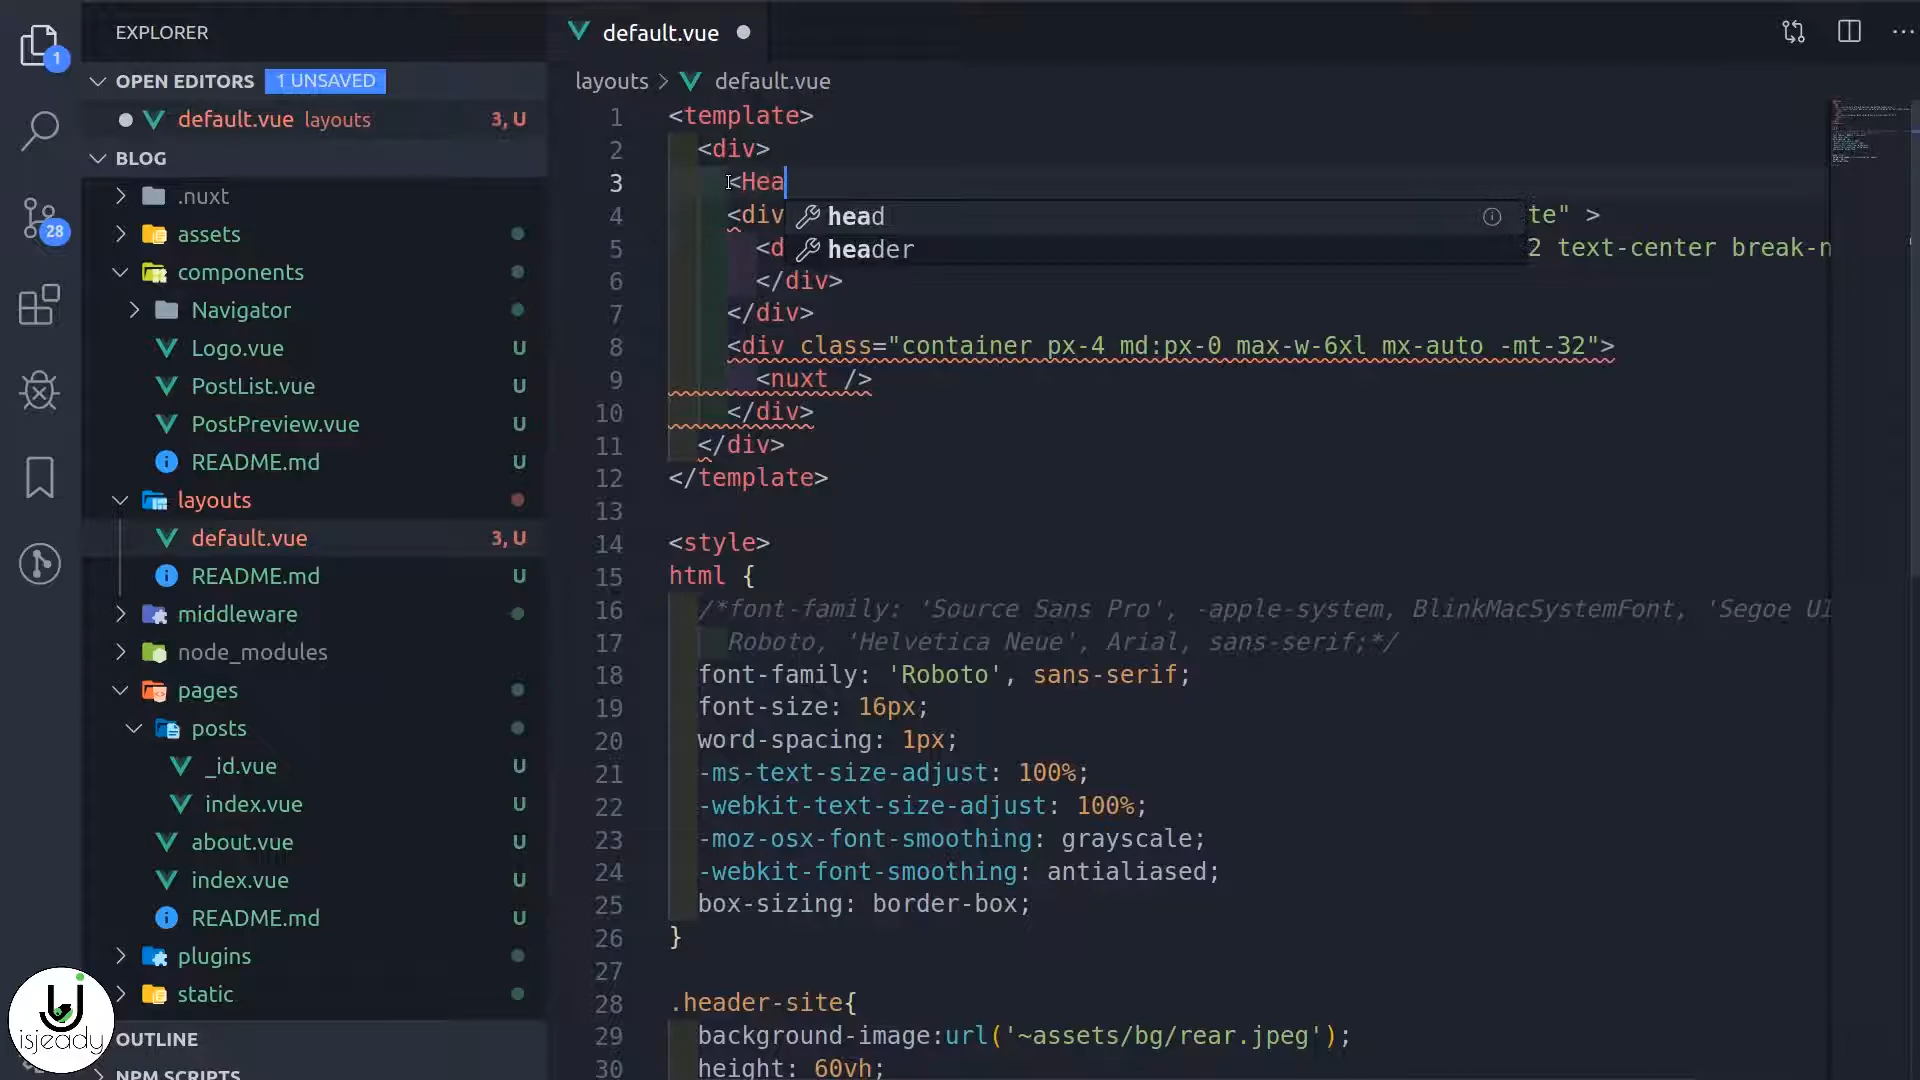 EXPLORER
OPEN EDITORS 1 UNSAVED
default.vue layouts 3, U
BLOG
.nuxt
assets
components
Navigator
Logo.vue U
PostList.vue U
PostPreview.vue U
README.md U
layouts
default.vue 3, U
README.md U
middleware
node_modules
pages
posts
_id.vue U
index.vue U
about.vue U
index.vue U
README.md U
plugins
static
OUTLINE
NPM SCRIPTS
1
28
isjeady
default.vue
layouts > default.vue
1 <template>
2 <div>
3 <Hea
4 <div te" >
5 <d 2 text-center break-n
head
header
6 </div>
7 </div>
8 <div class="container px-4 md:px-0 max-w-6xl mx-auto -mt-32">
9 <nuxt />
10 </div>
11 </div>
12 </template>
13
14 <style>
15 html {
16 /*font-family: 'Source Sans Pro', -apple-system, BlinkMacSystemFont, 'Segoe UI
17 Roboto, 'Helvetica Neue', Arial, sans-serif;*/
18 font-family: 'Roboto', sans-serif;
19 font-size: 16px;
20 word-spacing: 1px;
21 -ms-text-size-adjust: 100%;
22 -webkit-text-size-adjust: 100%;
23 -moz-osx-font-smoothing: grayscale;
24 -webkit-font-smoothing: antialiased;
25 box-sizing: border-box;
26 }
27
28 .header-site{
29 background-image:url('~assets/bg/rear.jpeg');
30 height: 60vh;